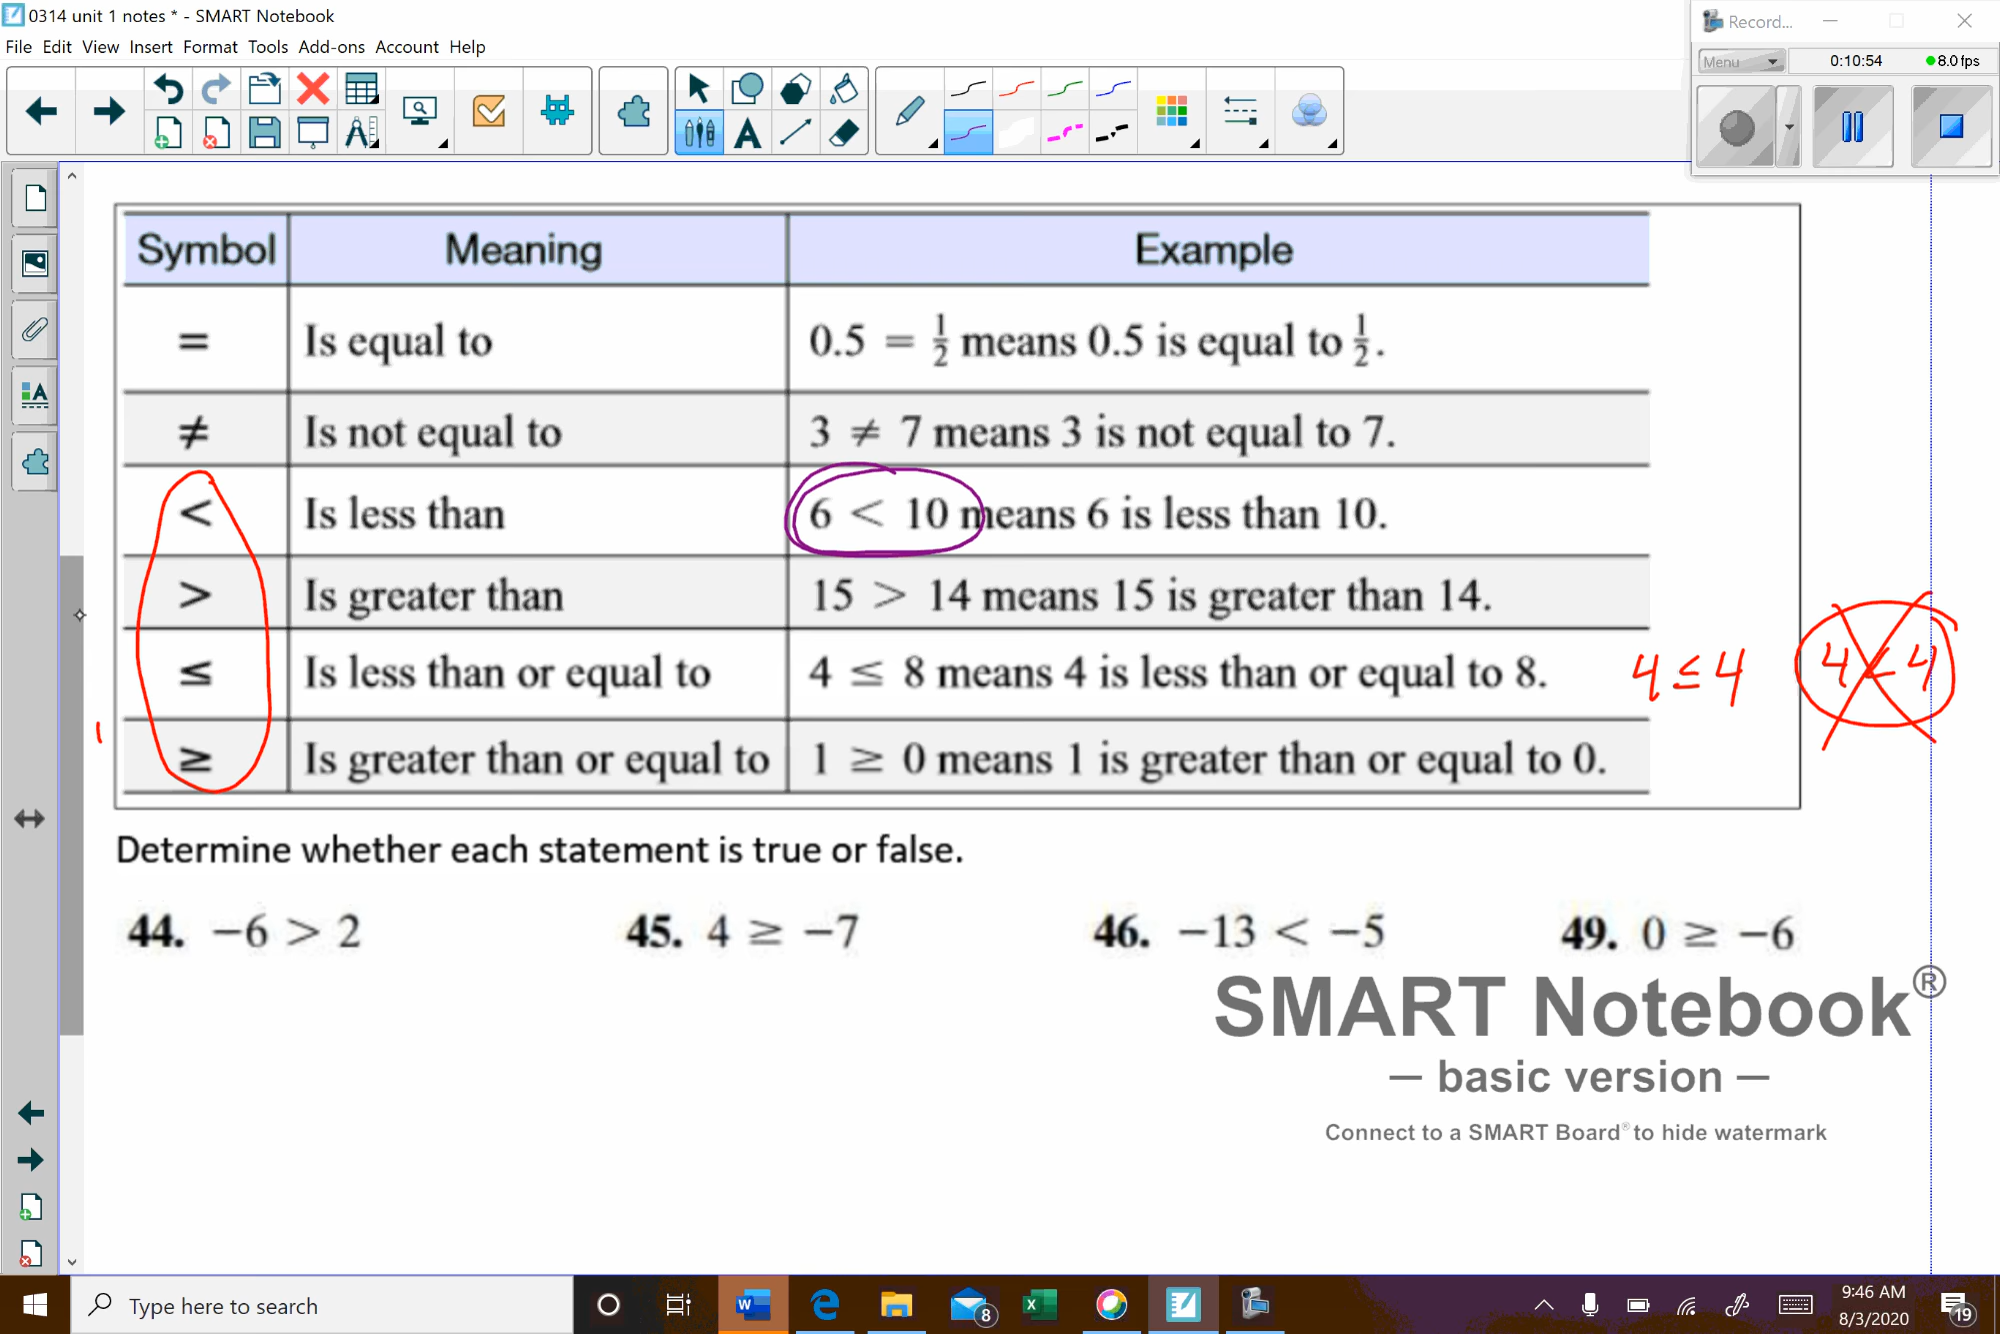 0314 unit 1 notes * - SMART Notebook
Record...
File Edit View Insert Format Tools Add-ons Account Help
Menu 0:10:54 8.0 fps
Symbol Meaning Example
= Is equal to 0.5 = 1/2 means 0.5 is equal to 1/2.
≠ Is not equal to 3 ≠ 7 means 3 is not equal to 7.
< Is less than 6 < 10 means 6 is less than 10.
> Is greater than 15 > 14 means 15 is greater than 14.
≤ Is less than or equal to 4 ≤ 8 means 4 is less than or equal to 8. 4 ≤ 4 4 < 4
≥ Is greater than or equal to 1 ≥ 0 means 1 is greater than or equal to 0.
Determine whether each statement is true or false.
44. −6 > 2 45. 4 ≥ −7 46. −13 < −5 49. 0 ≥ −6
SMART Notebook®
— basic version —
Connect to a SMART Board® to hide watermark
Type here to search
8
9:46 AM
8/3/2020
19